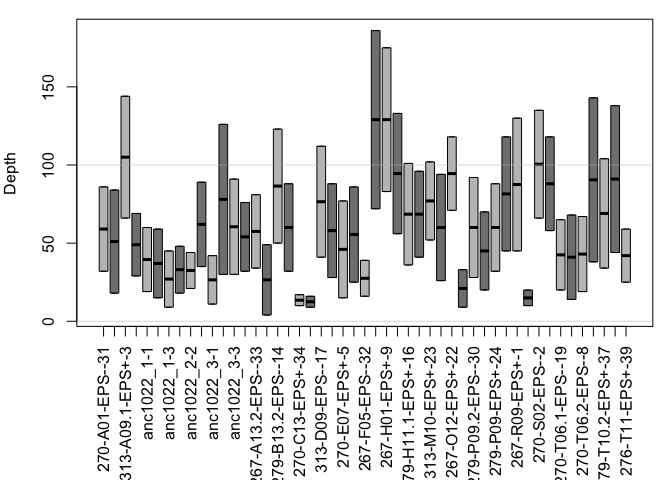 Depth
150
100
50
0
270-A01-EPS--31
313-A09.1-EPS+-3
anc1022_1-1
anc1022_1-3
anc1022_2-2
anc1022_3-1
anc1022_3-3
267-A13.2-EPS--33
279-B13.2-EPS--14
270-C13-EPS+-34
313-D09-EPS--17
270-E07-EPS+-5
267-F05-EPS--32
267-H01-EPS+-9
79-H11.1-EPS+-16
313-M10-EPS+-23
267-O12-EPS+-22
279-P09.2-EPS--30
279-P09-EPS+-24
267-R09-EPS+-1
270-S02-EPS--2
270-T06.1-EPS--19
270-T06.2-EPS--8
79-T10.2-EPS+-37
276-T11-EPS+-39